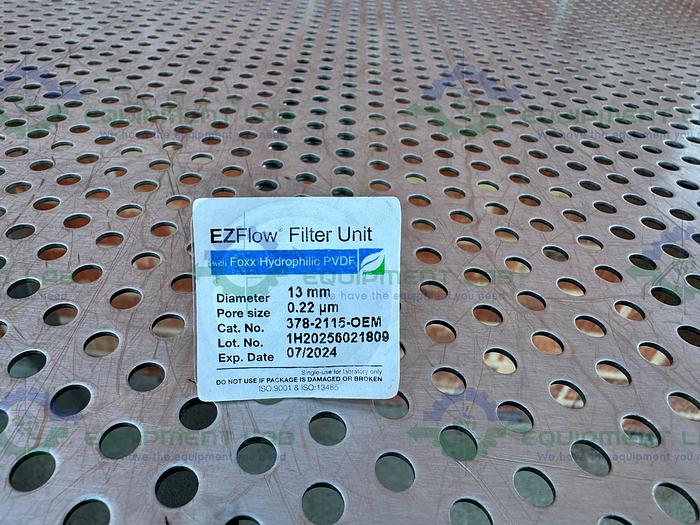 EZFlow® Filter Unit
with Foxx Hydrophilic PVDF
Diameter 13 mm
Pore size 0.22 µm
Cat. No. 378-2115-OEM
Lot. No. 1H20256021809
Exp. Date 07/2024
Single-use for labratory only
DO NOT USE IF PACKAGE IS DAMAGED OR BROKEN
ISO:9001 & ISO:13485
EQUIPMENT LAB
We have the equipment you need